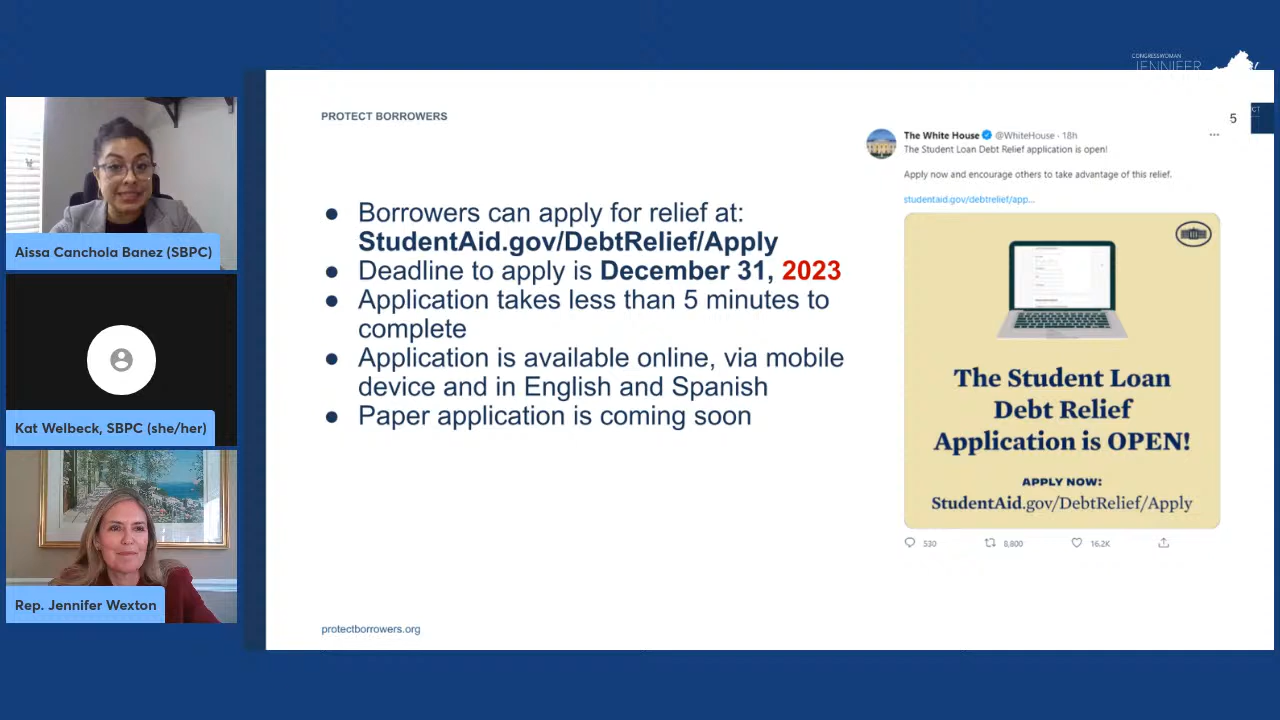 CONGRESSWOMAN
JENNIFER
PROTECT BORROWERS
5
Borrowers can apply for relief at:
StudentAid.gov/DebtRelief/Apply
Deadline to apply is December 31, 2023
Application takes less than 5 minutes to
complete
Application is available online, via mobile
device and in English and Spanish
Paper application is coming soon
protectborrowers.org
The White House @WhiteHouse · 18h
The Student Loan Debt Relief application is open!
Apply now and encourage others to take advantage of this relief.
studentaid.gov/debtrelief/app...
The Student Loan
Debt Relief
Application is OPEN!
APPLY NOW:
StudentAid.gov/DebtRelief/Apply
530 8,800 16.2K
Aissa Canchola Banez (SBPC)
Kat Welbeck, SBPC (she/her)
Rep. Jennifer Wexton